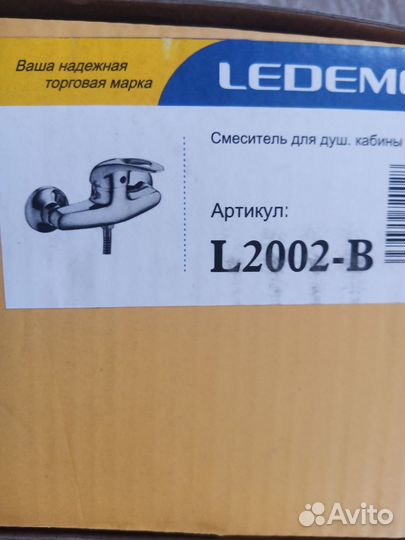 Ваша надежная
торговая марка
LEDEME
Смеситель для душ. кабины
Артикул:
L2002-B
Avito